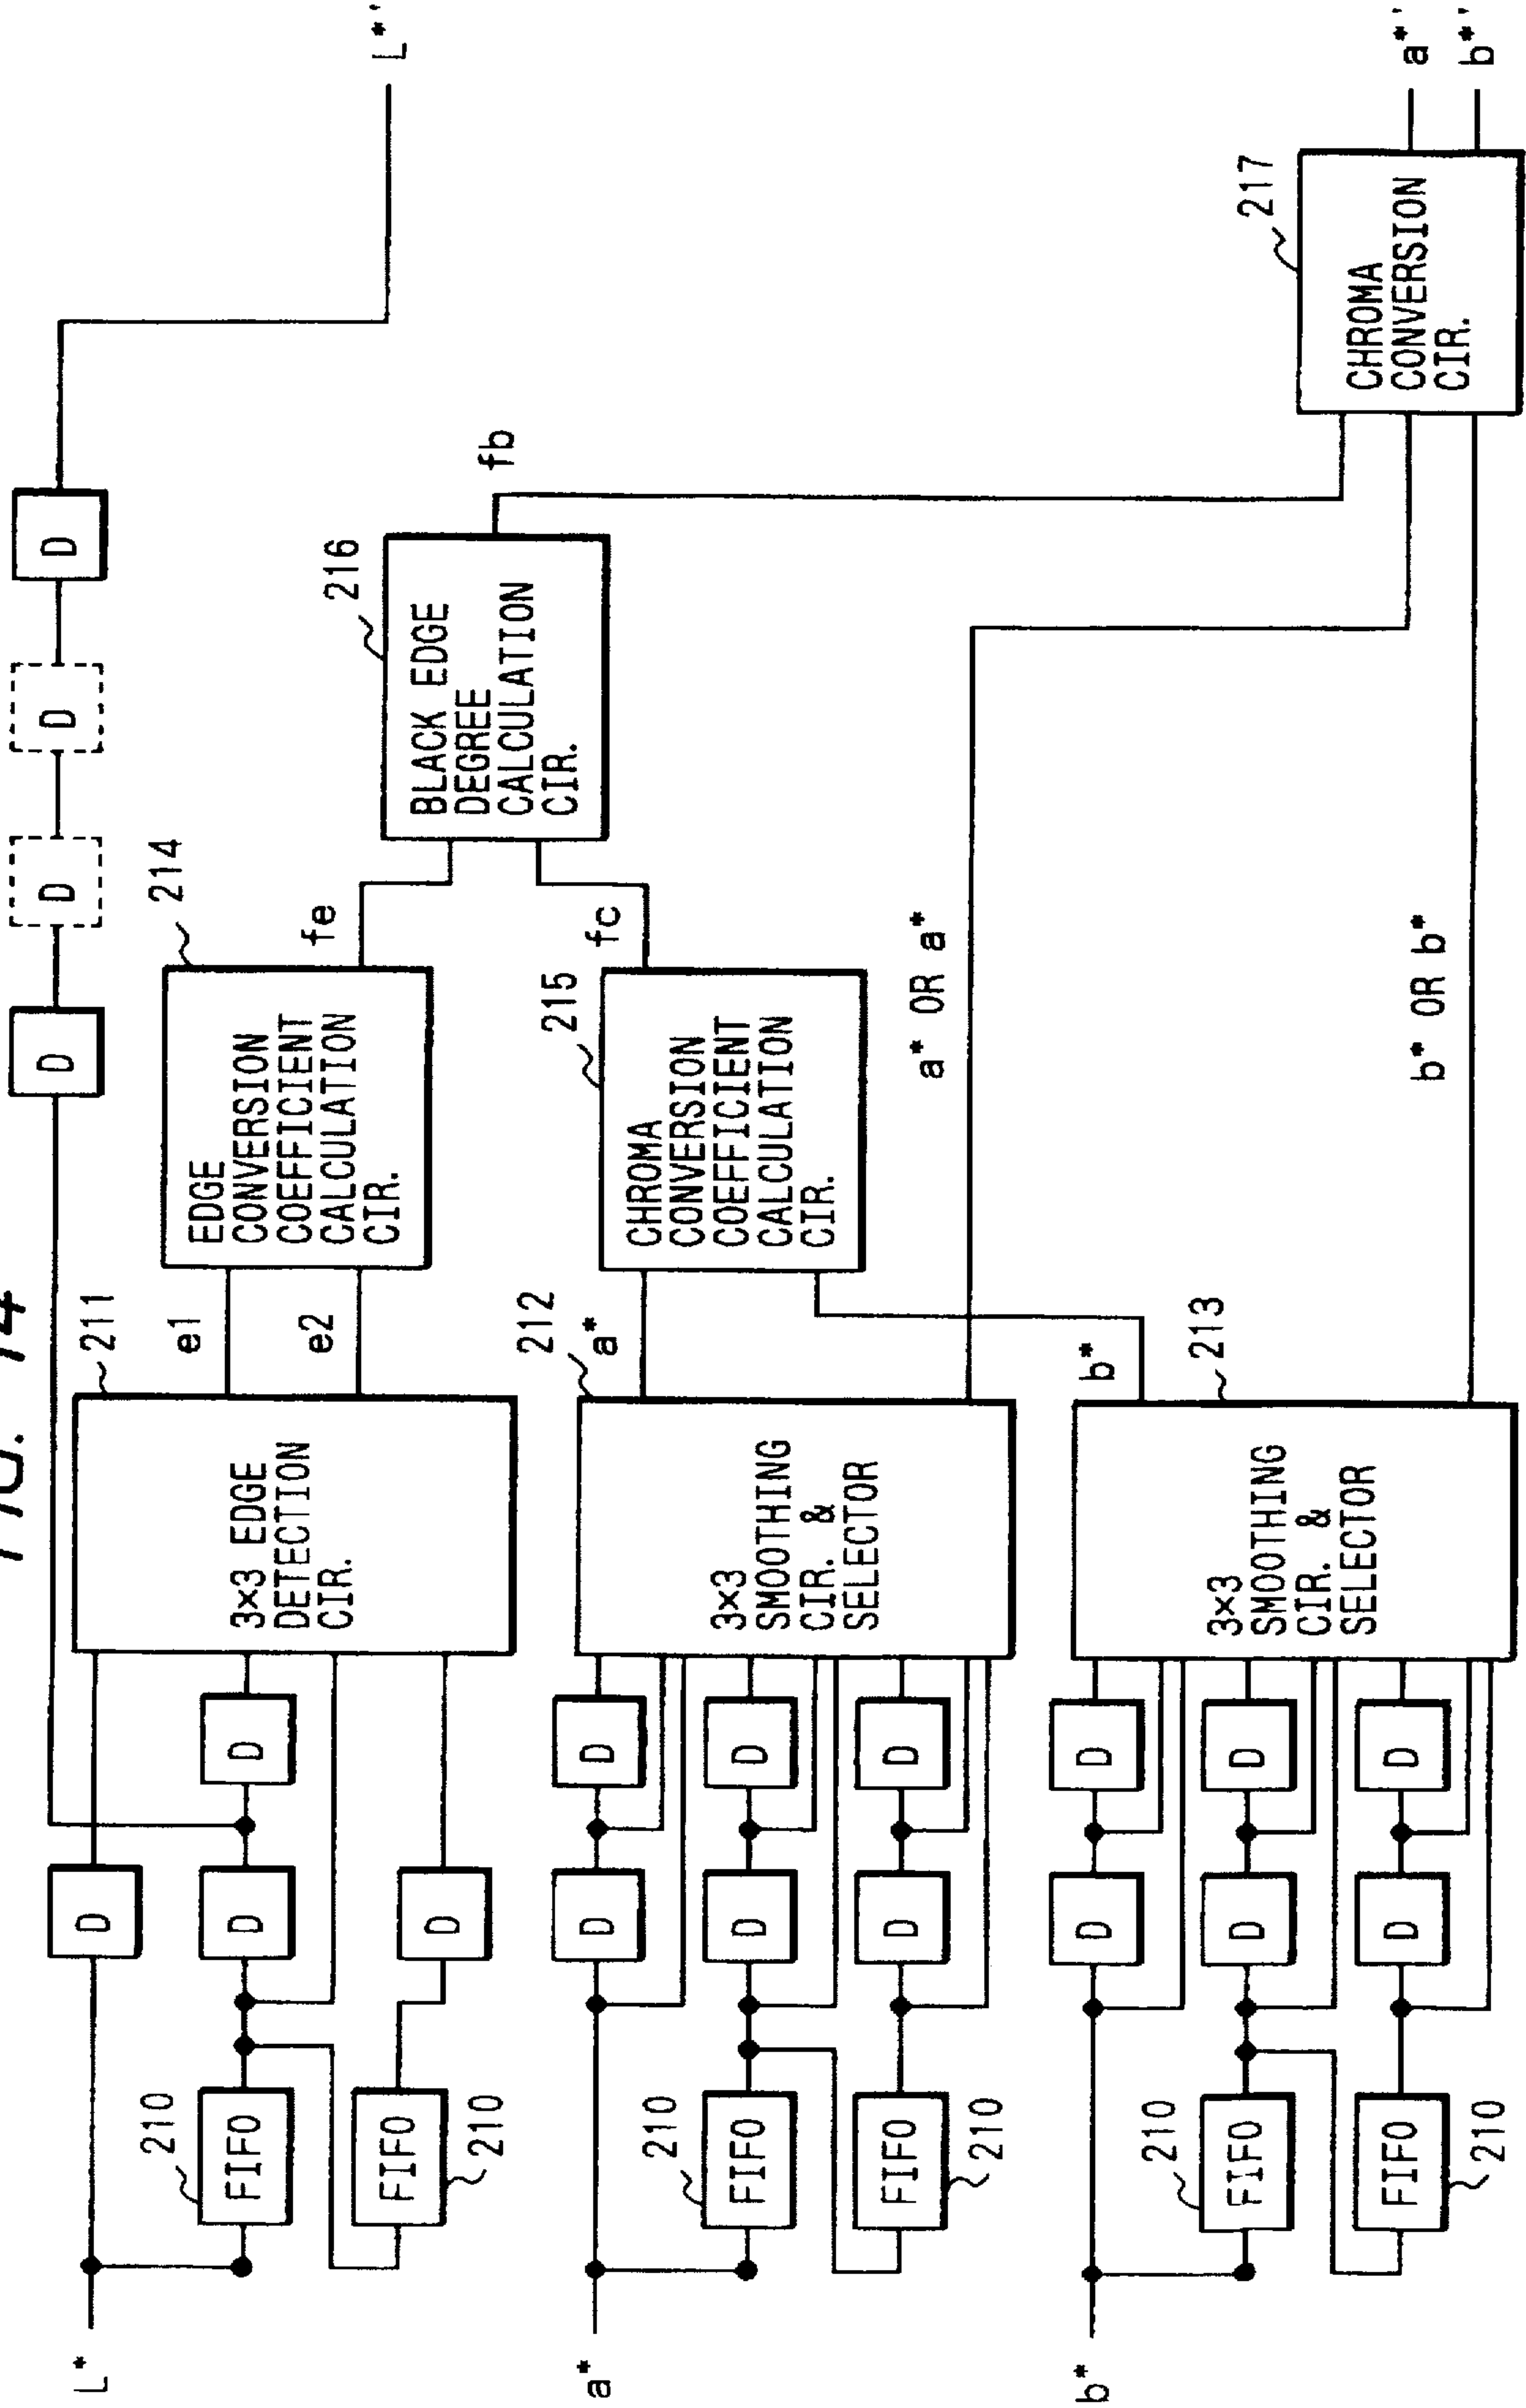 FIG. 14
L*
D
D
D
D
D
D
D
D
L*'
210
FIFO
FIFO
210
3×3 EDGE
DETECTION
CIR.
211
e1
e2
EDGE
CONVERSION
COEFFICIENT
CALCULATION
CIR.
214
fe
a*
D
D
D
D
D
D
210
FIFO
FIFO
210
3×3
SMOOTHING
CIR. &
SELECTOR
212
a*
CHROMA
CONVERSION
COEFFICIENT
CALCULATION
CIR.
215
fc
BLACK EDGE
DEGREE
CALCULATION
CIR.
216
fb
a* OR a*
b*
D
D
D
D
D
D
210
FIFO
FIFO
210
3×3
SMOOTHING
CIR. &
SELECTOR
213
b*
b* OR b*
CHROMA
CONVERSION
CIR.
217
a*'
b*'